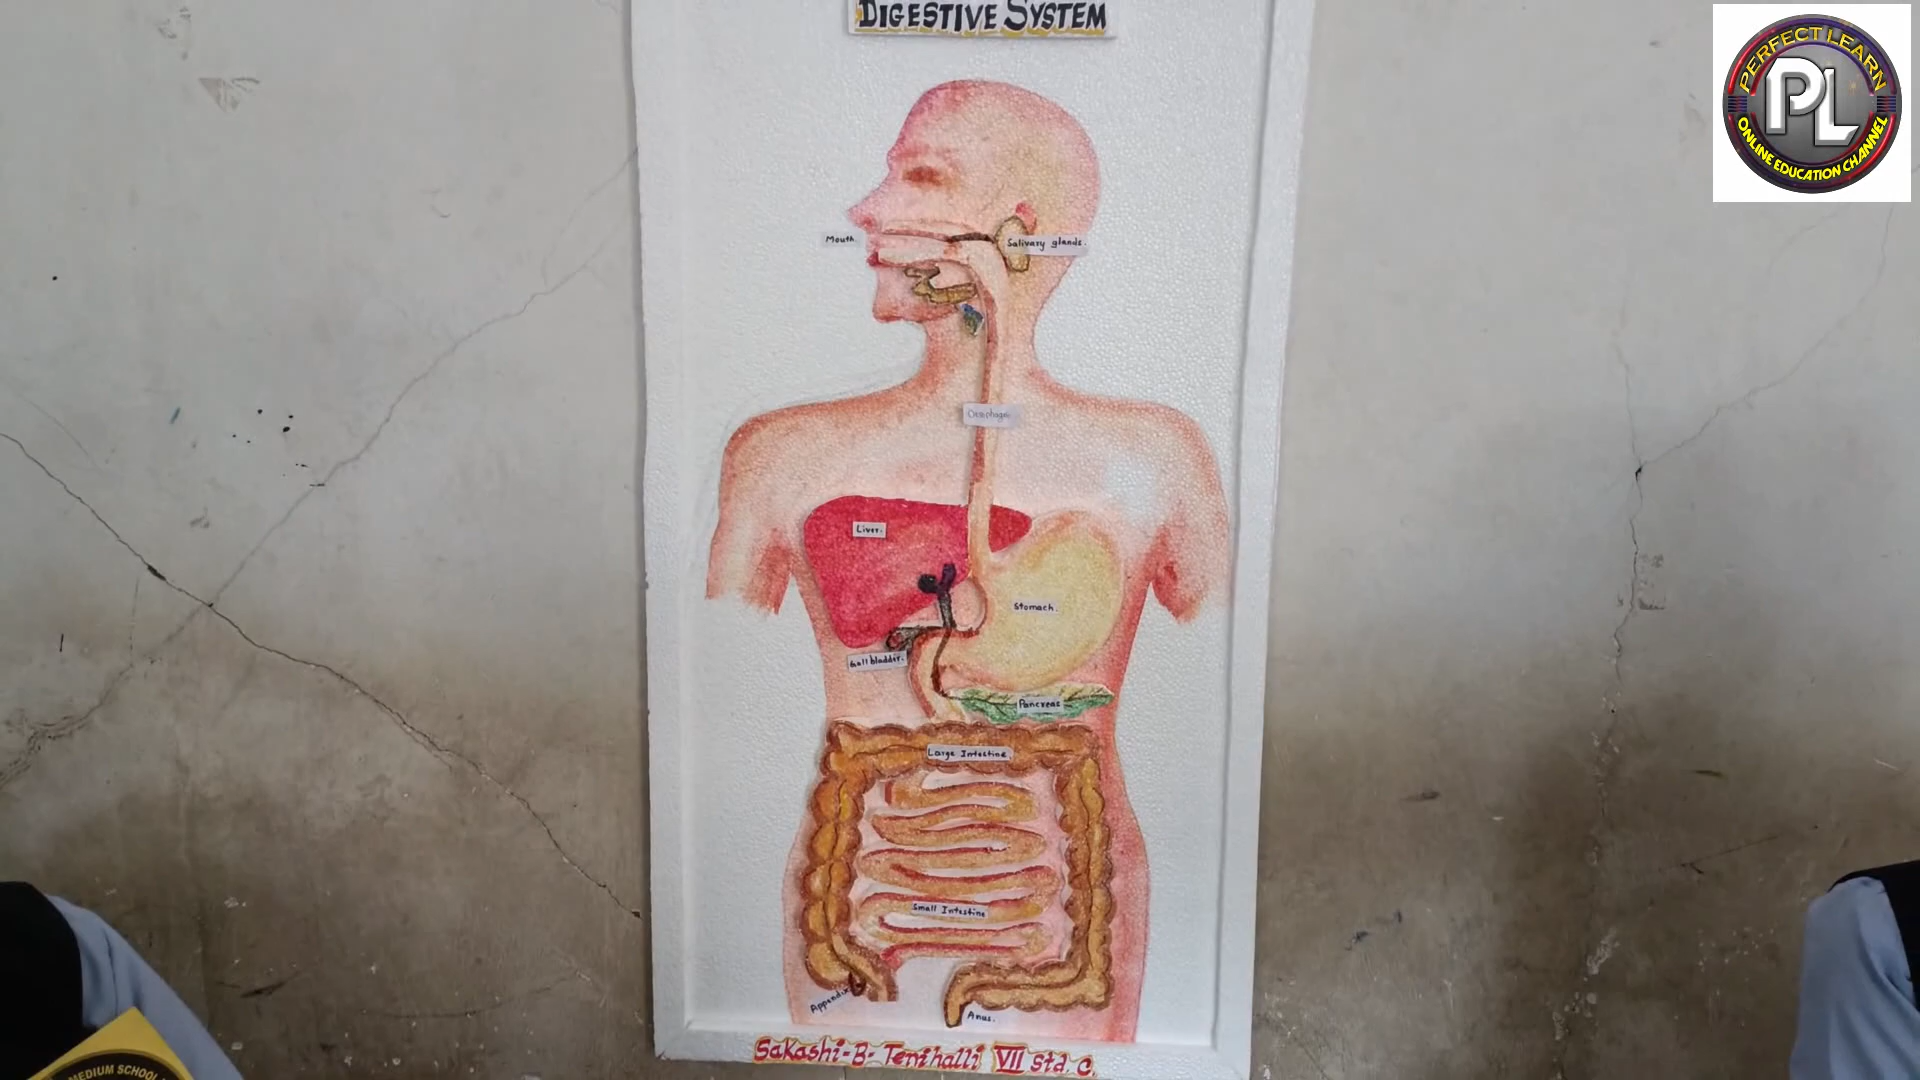 DIGESTIVE SYSTEM
PERFECT LEARN
PL
ONLINE EDUCATION CHANNEL
Mouth.
Salivary glands.
Liver.
Stomach.
Gall bladder.
Pancreas
Large Intestine
Small Intestine
Appendix
Anus.
Sakashi-B-Tenihalli VII Std. C.
MEDIUM SCHOOL